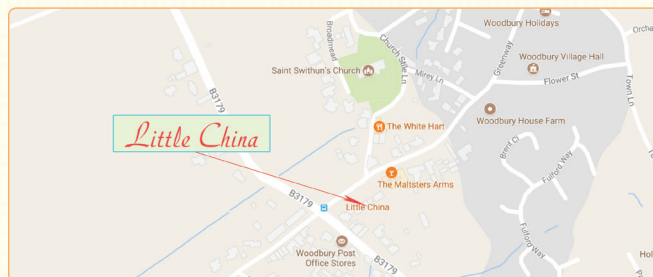 Woodbury Holidays
Broadmead
Church Stile Ln
Greenway
Orcha
Woodbury Village Hall
Saint Swithun's Church
Mirey Ln
Flower St
Town Ln
B3179
Woodbury House Farm
The White Hart
Little China
Brent Cl
Fulford Way
The Maltsters Arms
B3179
Little China
Fulford Way
Woodbury Post
Office Stores
Hol